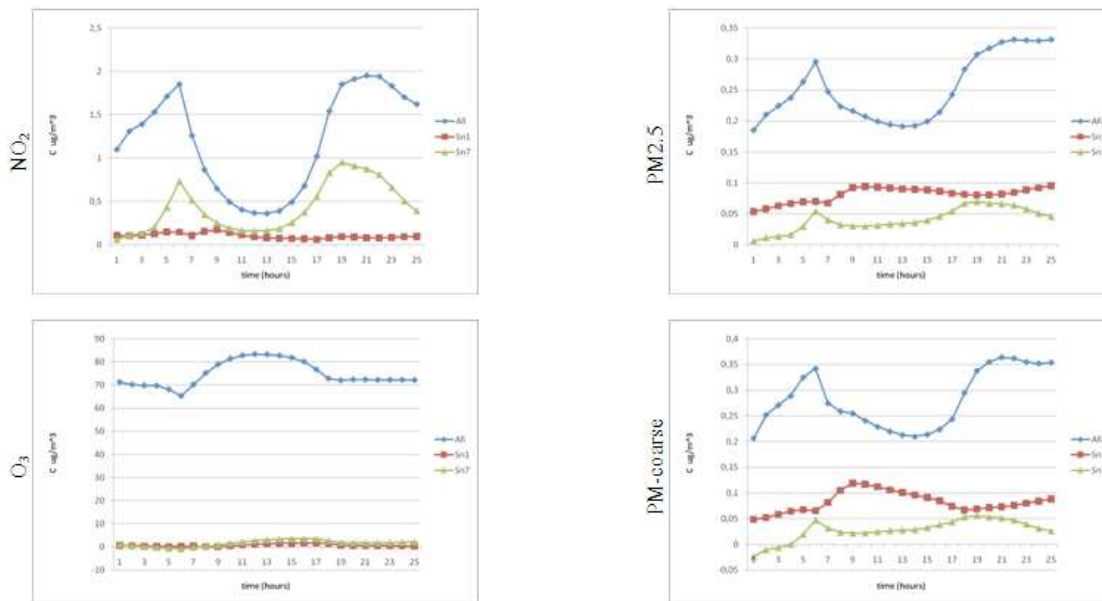 NO2
C ug/m^3
2,5
2
1,5
1
0,5
0
1 3 5 7 9 11 13 15 17 19 21 23 25
time (hours)
All
Sn1
Sn7
PM2.5
C ug/m^3
0,35
0,3
0,25
0,2
0,15
0,1
0,05
0
1 3 5 7 9 11 13 15 17 19 21 23 25
time (hours)
All
Sn
Sn
O3
C ug/m^3
90
80
70
60
50
40
30
20
10
0
-10
1 3 5 7 9 11 13 15 17 19 21 23 25
time (hours)
All
Sn1
Sn7
PM-coarse
C ug/m^3
0,4
0,35
0,3
0,25
0,2
0,15
0,1
0,05
0
-0,05
3 5 7 9 11 13 15 17 19 21 23 25
time (hours)
All
Sn
Sn